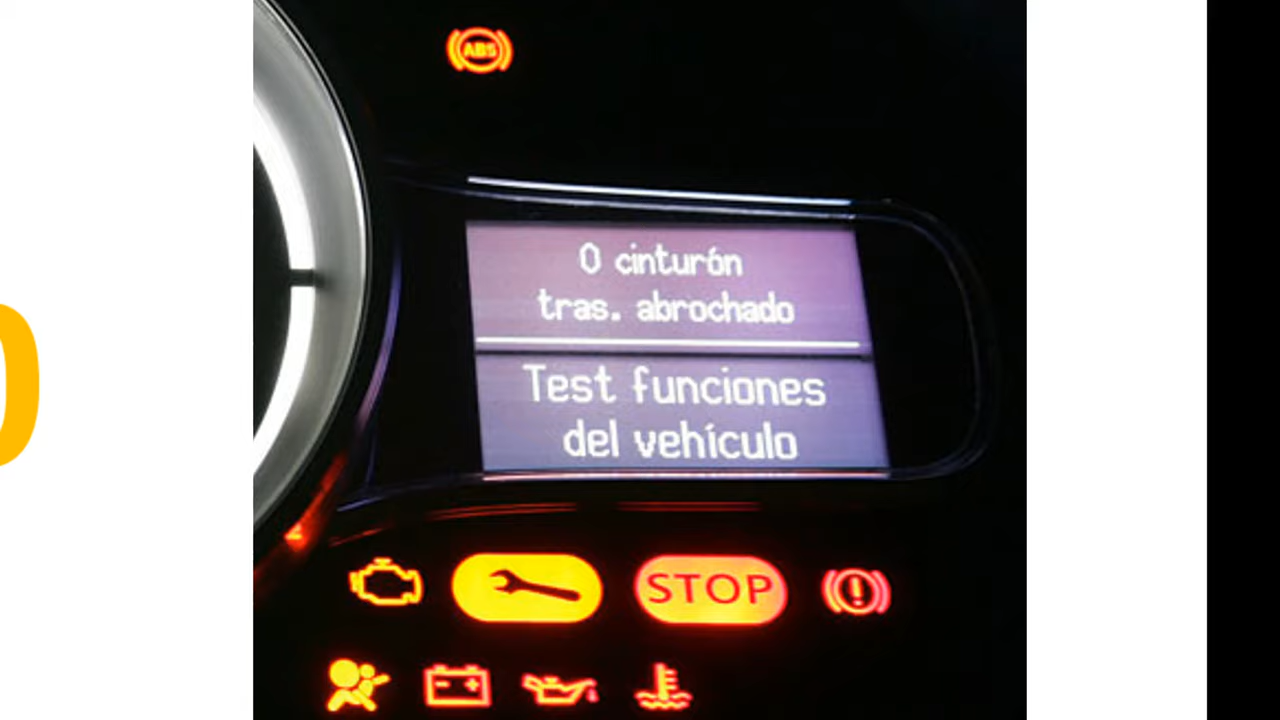 ABS
0 cinturón
tras. abrochado
Test funciones
del vehículo
STOP